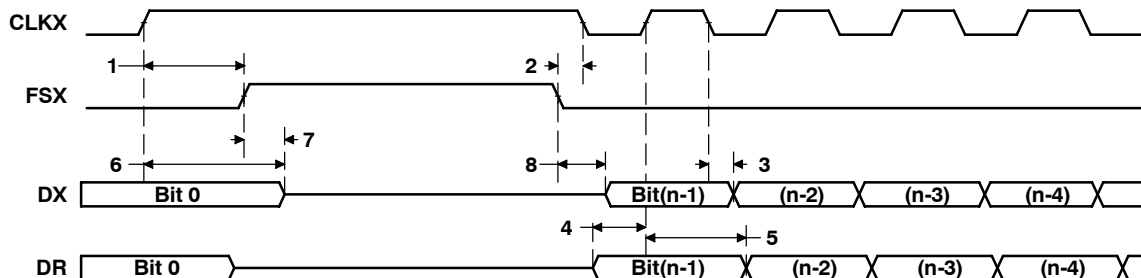 CLKX
1 2
FSX
7
6 8 3
DX Bit 0 Bit(n-1) (n-2) (n-3) (n-4)
4 5
DR Bit 0 Bit(n-1) (n-2) (n-3) (n-4)